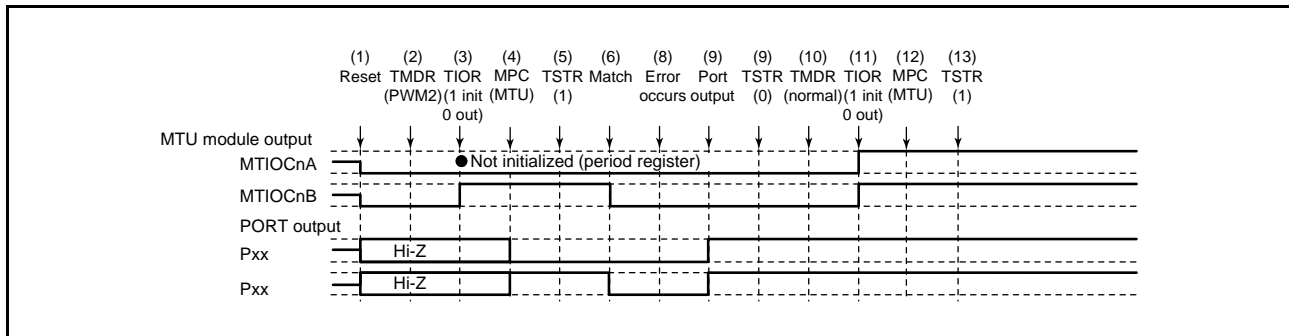 (1) (2) (3) (4) (5) (6) (8) (9) (9) (10) (11) (12) (13)
Reset TMDR TIOR MPC TSTR Match Error Port TSTR TMDR TIOR MPC TSTR
(PWM2) (1 init (MTU) (1) occurs output (0) (normal) (1 init (MTU) (1)
0 out) 0 out)
MTU module output
MTIOCnA ●Not initialized (period register)
MTIOCnB
PORT output
Pxx Hi-Z
Pxx Hi-Z